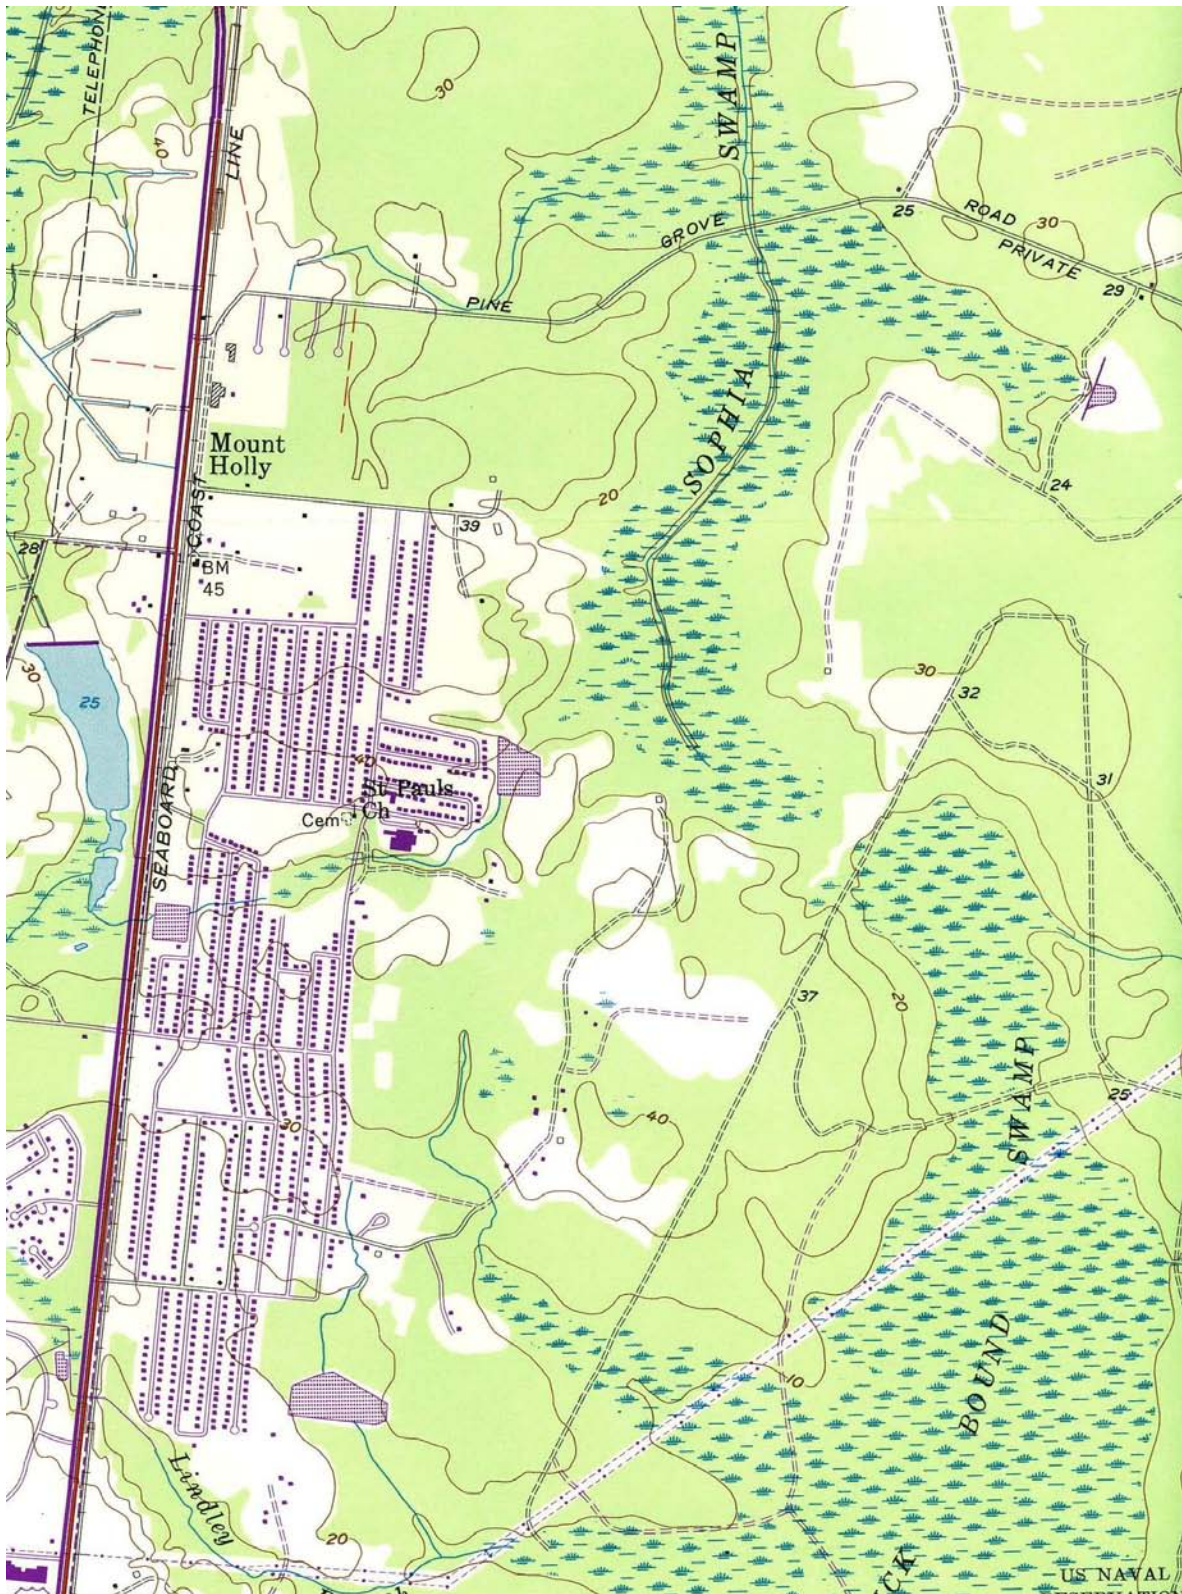 TELEPHONE
SWAMP
30
40
LINE
GROVE
25
ROAD
30
PRIVATE
PINE
29
SOPHIA
Mount
Holly
COAST
24
20
39
28
BM
45
30
25
30
32
31
40
St Pauls
Ch
Cem
SEABOARD
37
20
SWAMP
25
40
30
BOUND
10
Lindley
20
CK
US NAVAL